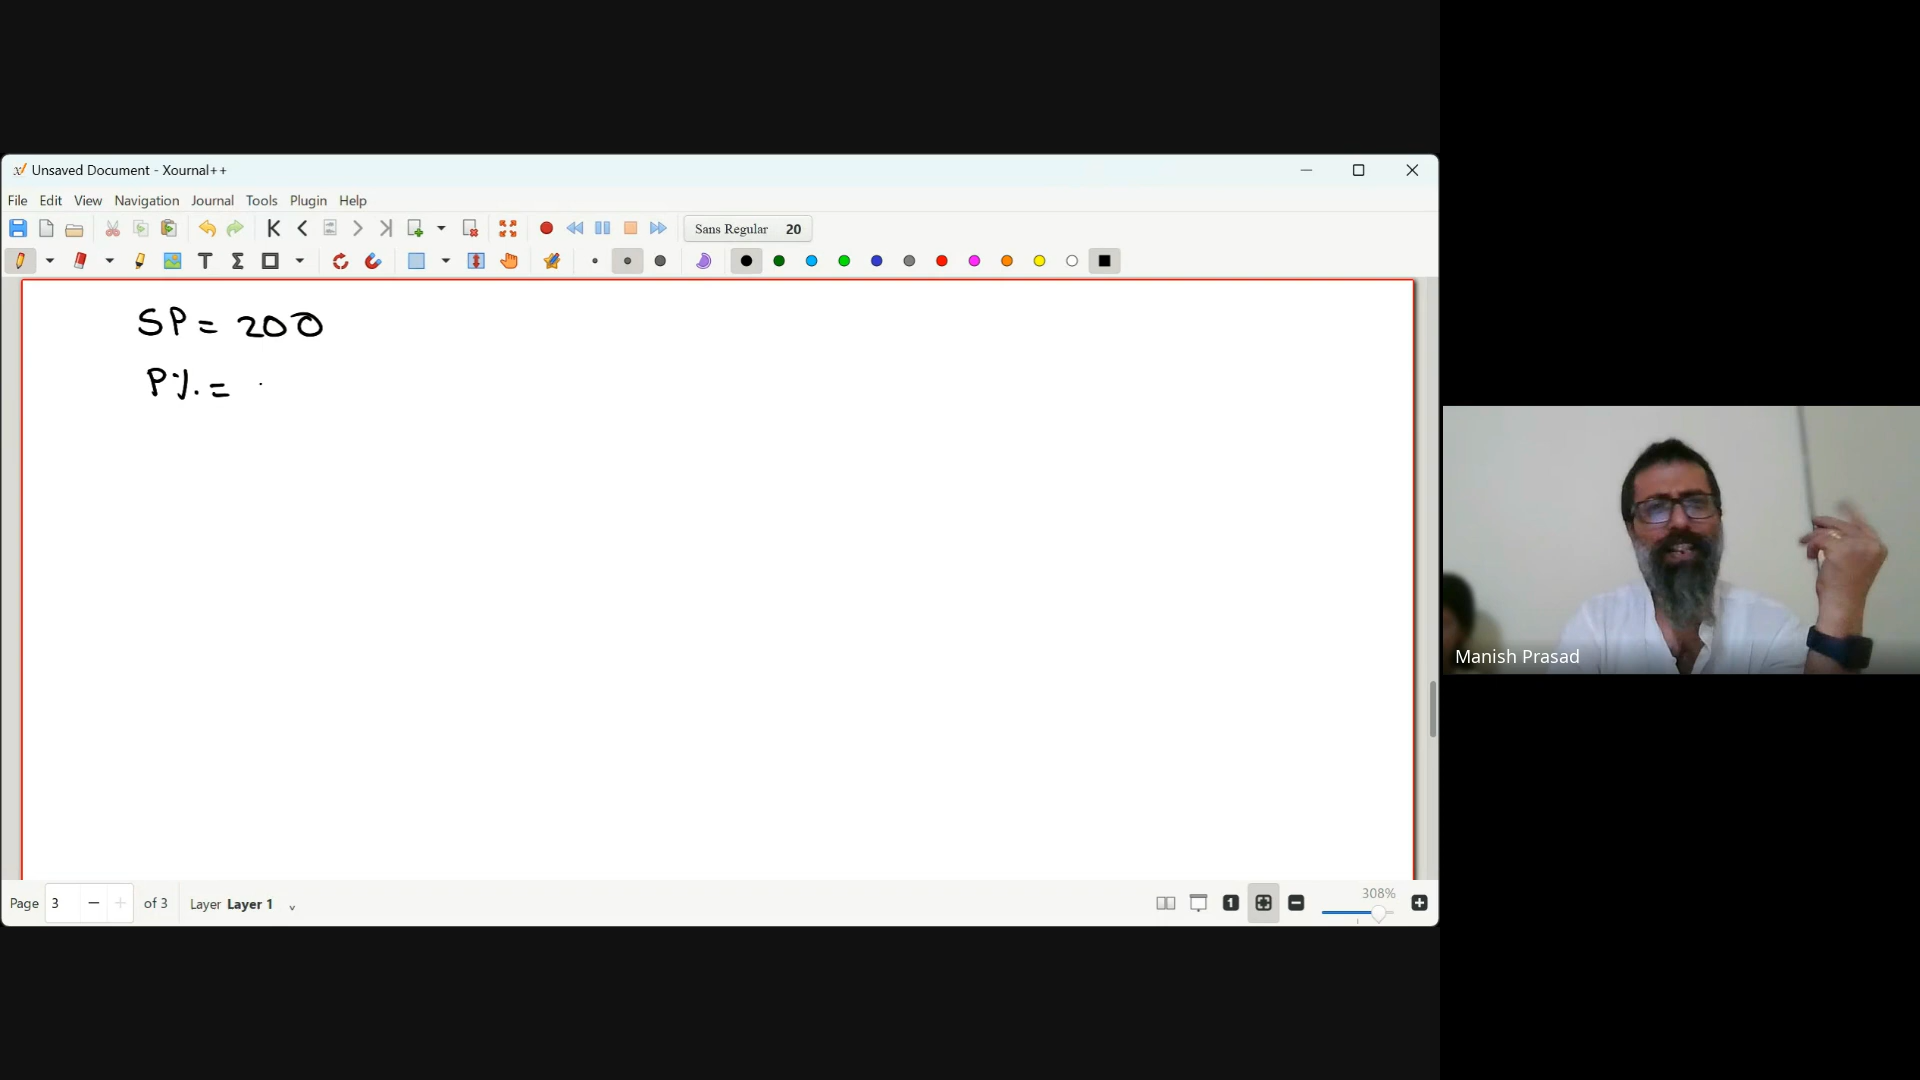 Unsaved Document - Xournal++
File Edit View Navigation Journal Tools Plugin Help
Sans Regular 20
SP = 200
P%. =
Manish Prasad
Page 3 of 3 Layer Layer 1 308%